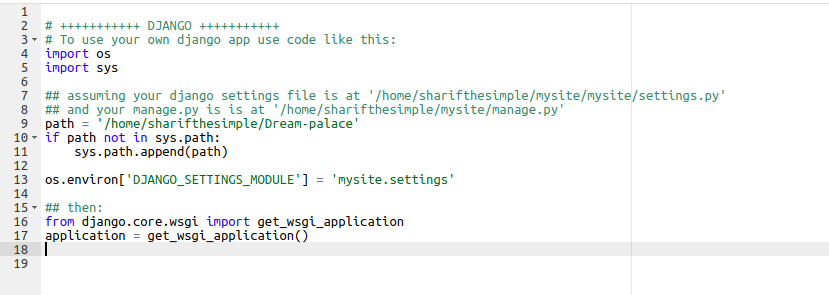 1
2 # +++++++++++ DJANGO +++++++++++
3 # To use your own django app use code like this:
4 import os
5 import sys
6
7 ## assuming your django settings file is at '/home/sharifthesimple/mysite/mysite/settings.py'
8 ## and your manage.py is is at '/home/sharifthesimple/mysite/manage.py'
9 path = '/home/sharifthesimple/Dream-palace'
10 if path not in sys.path:
11     sys.path.append(path)
12
13 os.environ['DJANGO_SETTINGS_MODULE'] = 'mysite.settings'
14
15 ## then:
16 from django.core.wsgi import get_wsgi_application
17 application = get_wsgi_application()
18
19